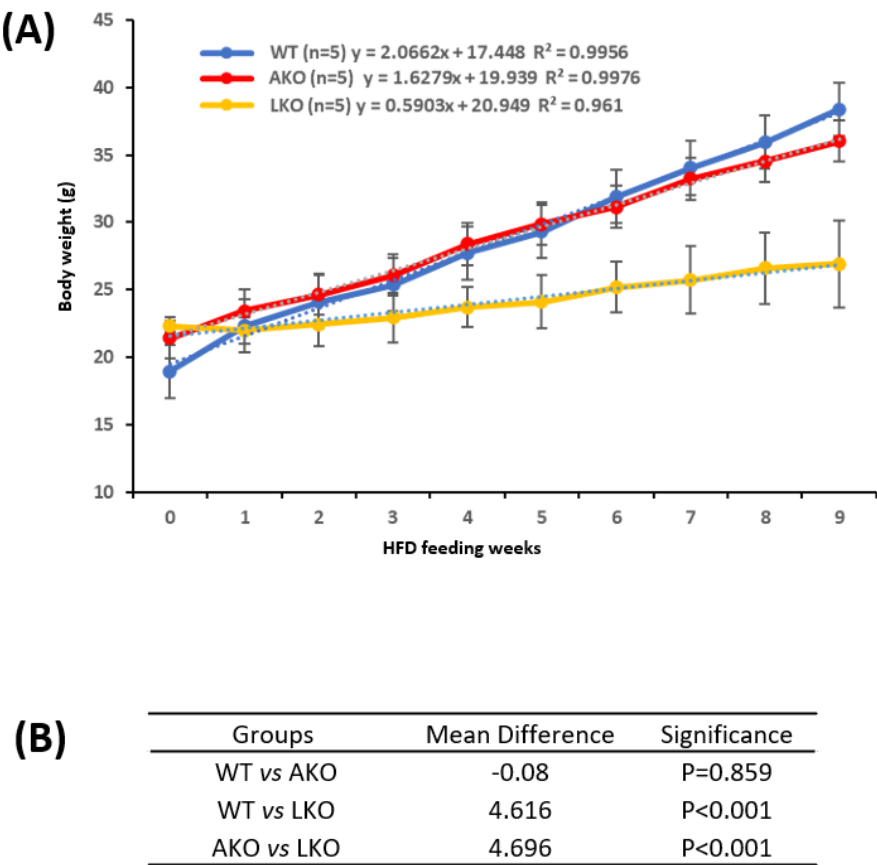 (A)
45
40
35
30
25
20
15
10
Body weight (g)
WT (n=5) y = 2.0662x + 17.448 R² = 0.9956
AKO (n=5) y = 1.6279x + 19.939 R² = 0.9976
LKO (n=5) y = 0.5903x + 20.949 R² = 0.961
0 1 2 3 4 5 6 7 8 9
HFD feeding weeks
(B)
Groups Mean Difference Significance
WT vs AKO -0.08 P=0.859
WT vs LKO 4.616 P<0.001
AKO vs LKO 4.696 P<0.001